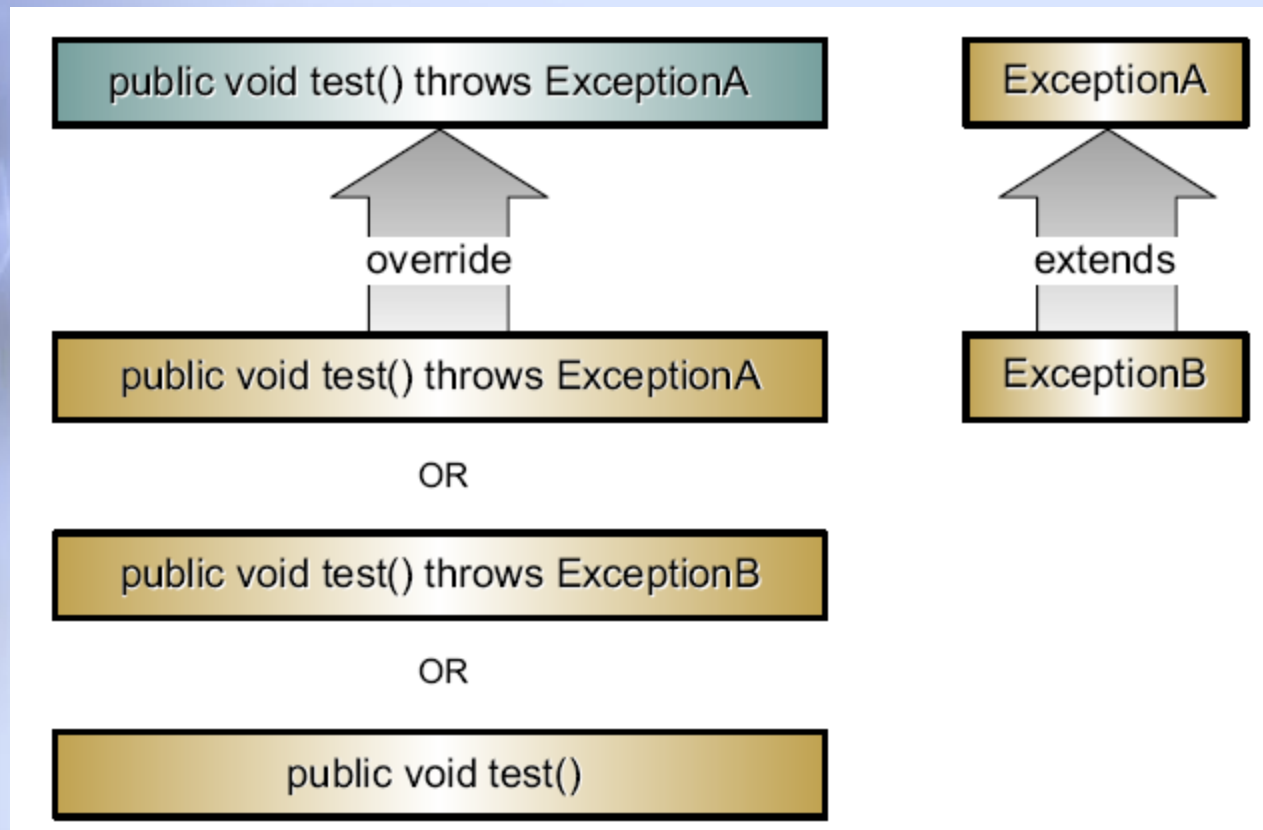 public void test() throws ExceptionA
override
public void test() throws ExceptionA
OR
public void test() throws ExceptionB
OR
public void test()
ExceptionA
extends
ExceptionB